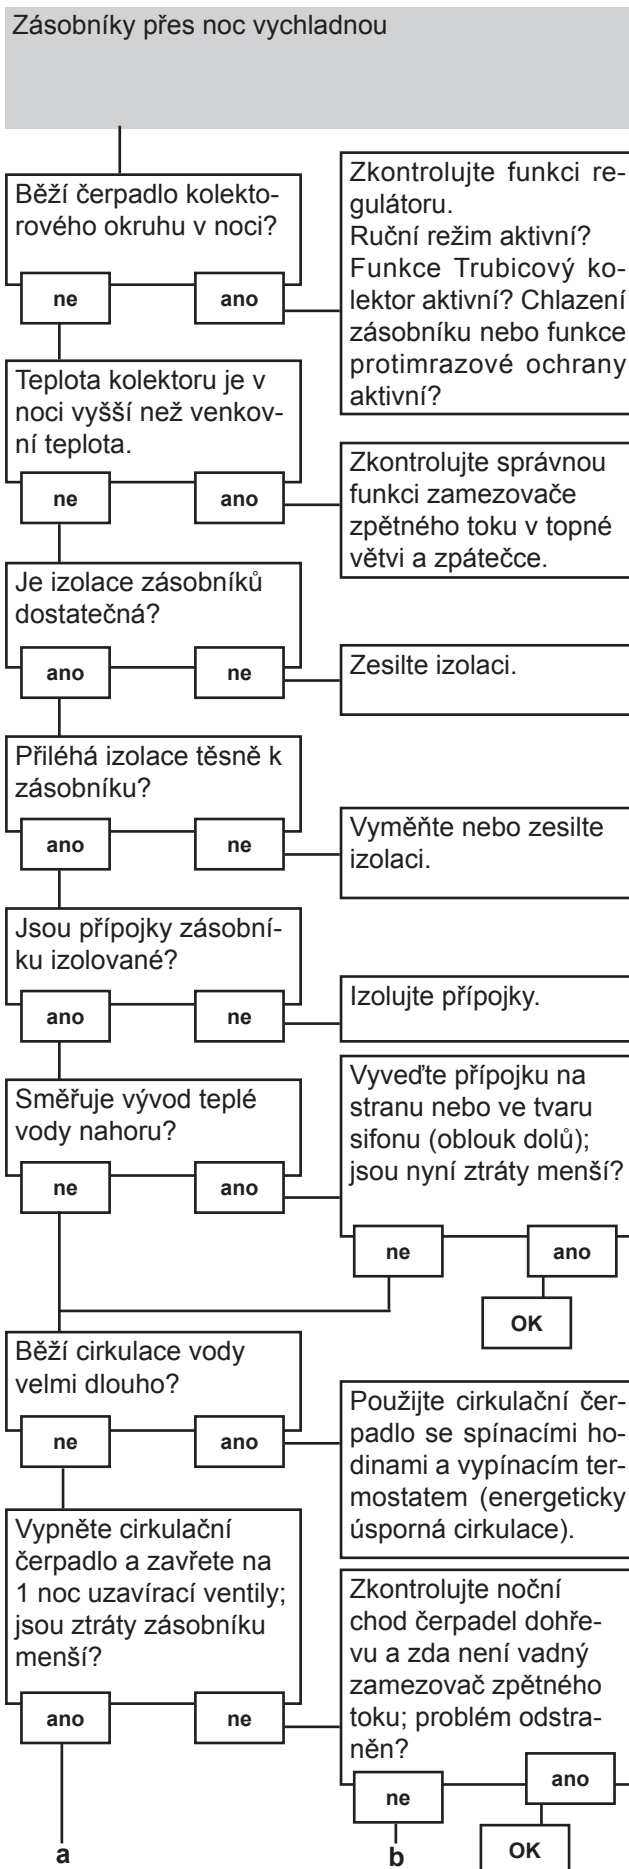 Zásobníky přes noc vychladnou
Běží čerpadlo kolekto-
rového okruhu v noci?
ne
ano
Zkontrolujte funkci re-
gulátoru.
Ruční režim aktivní?
Funkce Trubicový ko-
lektor aktivní? Chlazení
zásobníku nebo funkce
protimrazové ochrany
aktivní?
Teplota kolektoru je v
noci vyšší než venkov-
ní teplota.
ne
ano
Zkontrolujte správnou
funkci zamezovače
zpětného toku v topné
větvi a zpátečce.
Je izolace zásobníků
dostatečná?
ano
ne
Zesilte izolaci.
Přiléhá izolace těsně k
zásobníku?
ano
ne
Vyměňte nebo zesilte
izolaci.
Jsou přípojky zásobní-
ku izolované?
ano
ne
Izolujte přípojky.
Směřuje vývod teplé
vody nahoru?
ne
ano
Vyveďte přípojku na
stranu nebo ve tvaru
sifonu (oblouk dolů);
jsou nyní ztráty menší?
ne
ano
OK
Běží cirkulace vody
velmi dlouho?
ne
ano
Použijte cirkulační čer-
padlo se spínacími ho-
dinami a vypínacím ter-
mostatem (energeticky
úsporná cirkulace).
Vypněte cirkulační
čerpadlo a zavřete na
1 noc uzavírací ventily;
jsou ztráty zásobníku
menší?
ano
ne
Zkontrolujte noční
chod čerpadel dohře-
vu a zda není vadný
zamezovač zpětného
toku; problém odstra-
něn?
ne
ano
a
b
OK